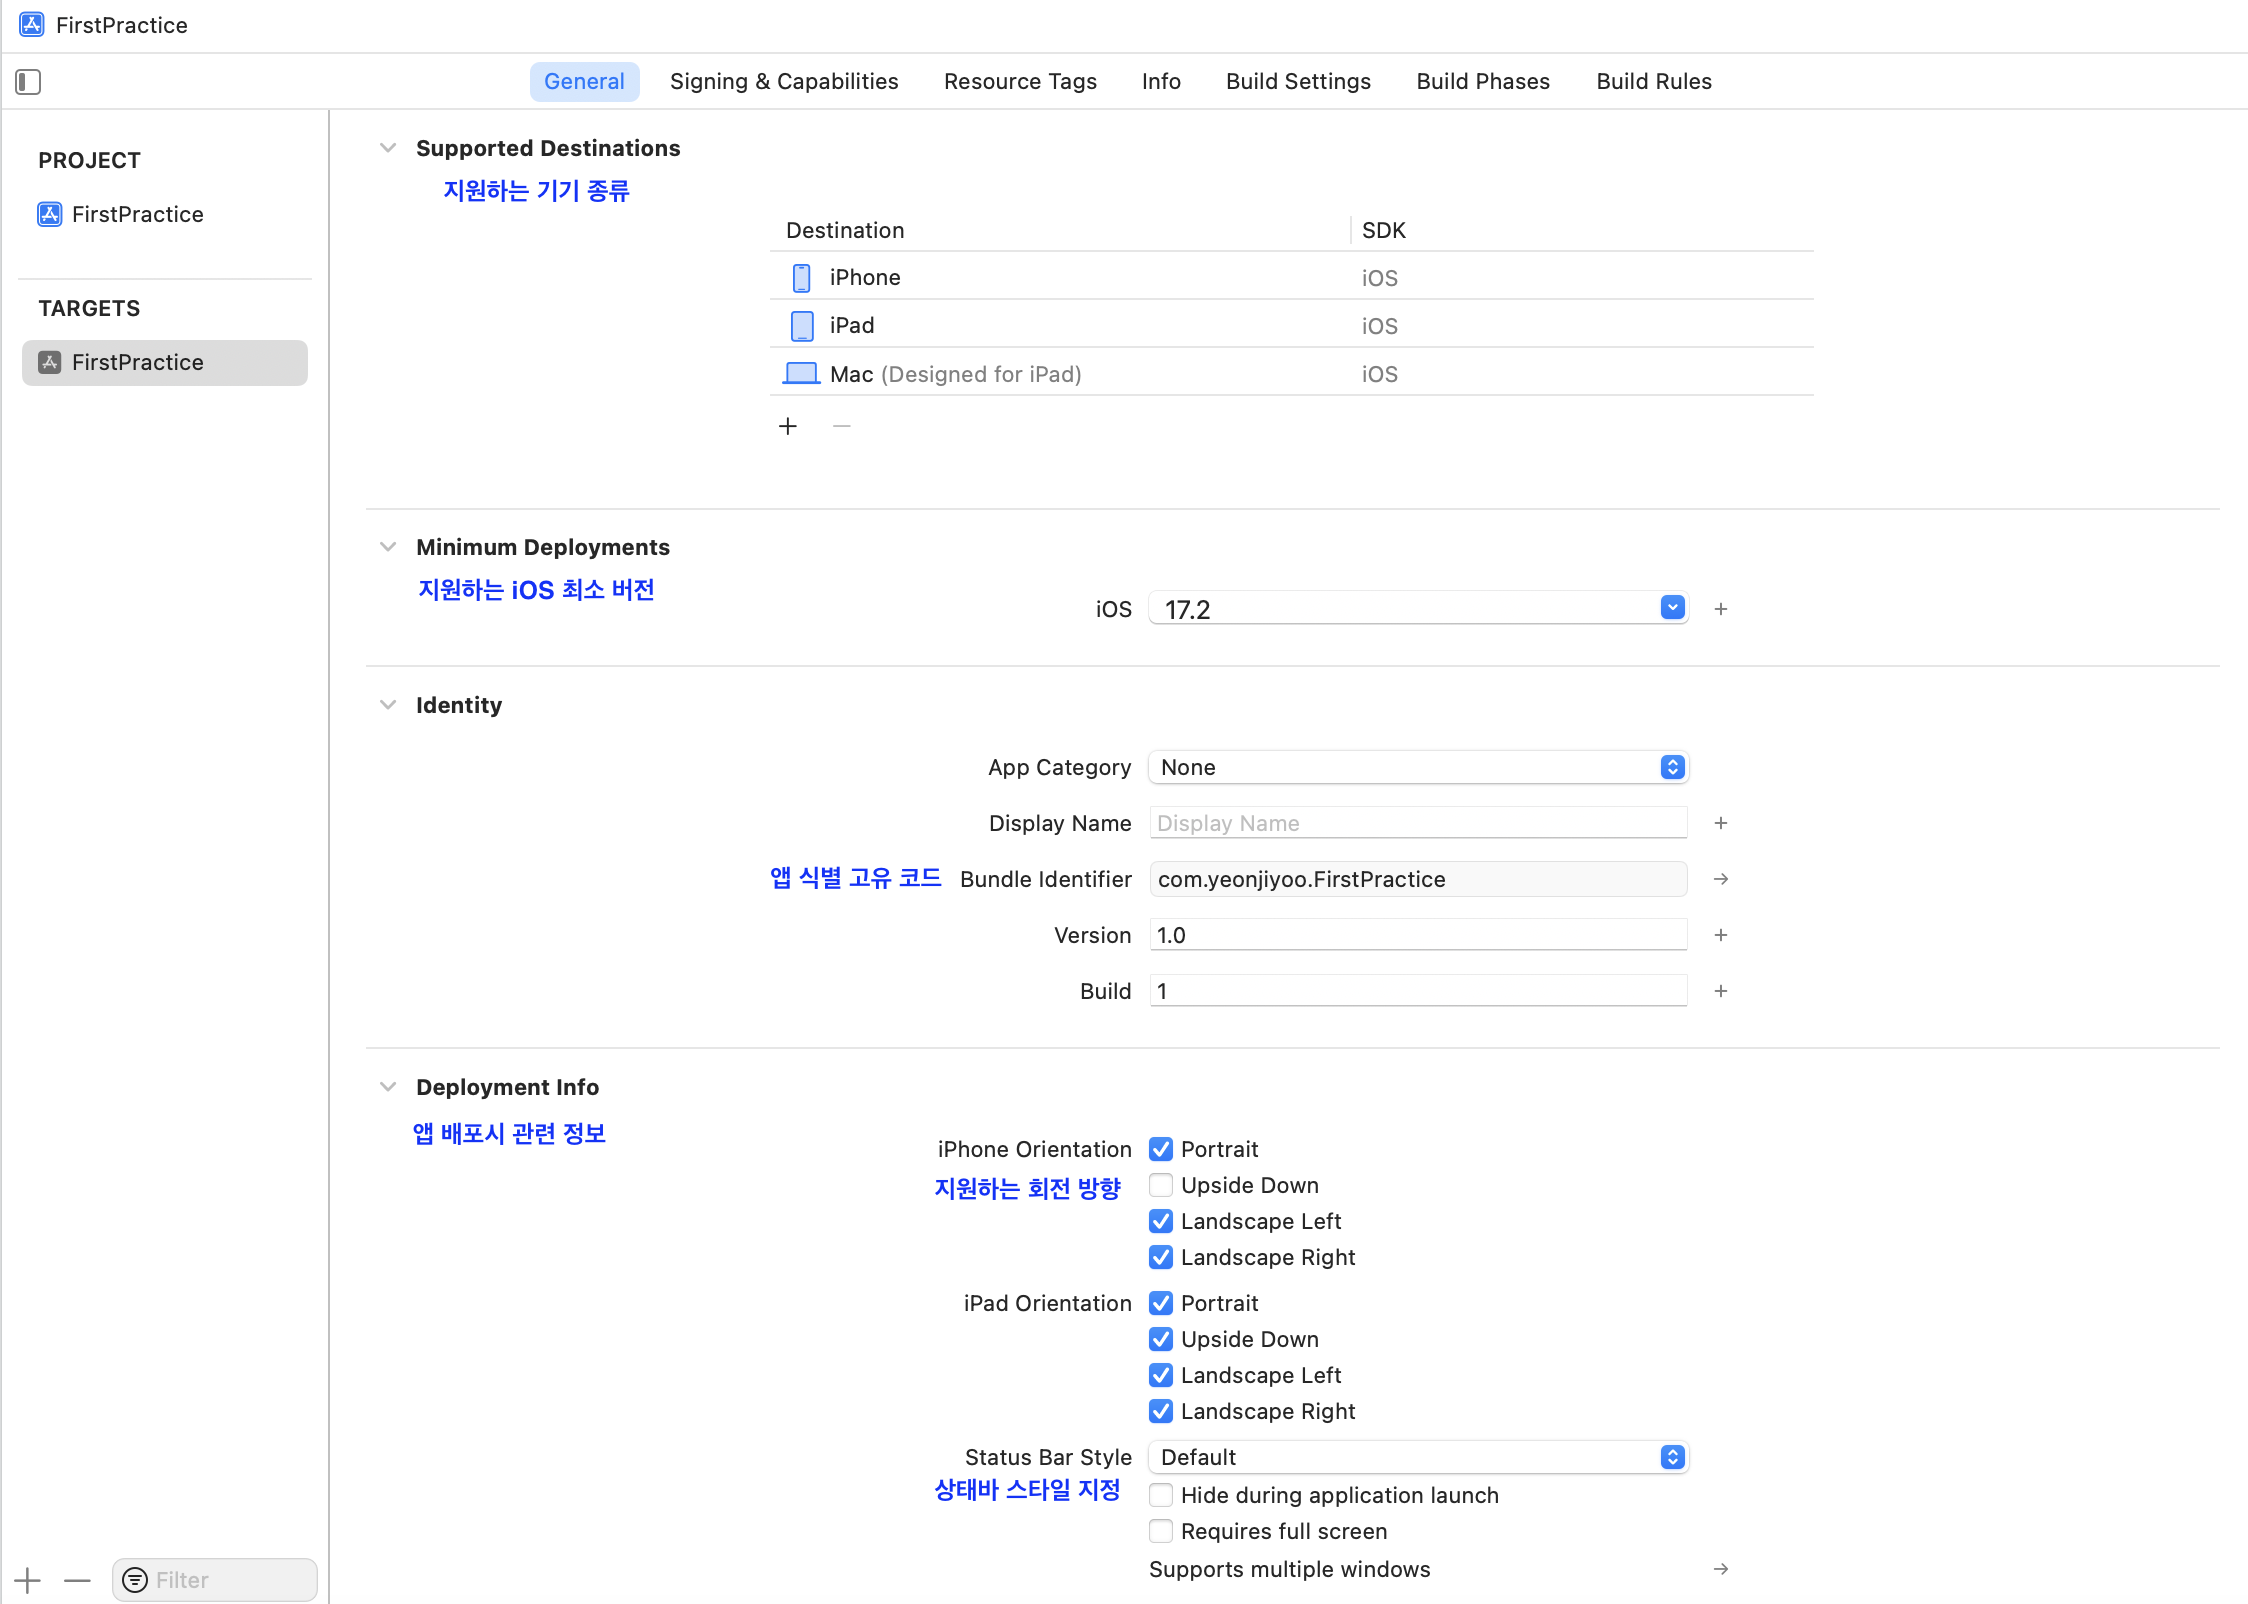 FirstPractice
General Signing & Capabilities Resource Tags Info Build Settings Build Phases Build Rules
PROJECT
FirstPractice
TARGETS
FirstPractice
Filter
Supported Destinations
지원하는 기기 종류
Destination SDK
iPhone iOS
iPad iOS
Mac (Designed for iPad) iOS
Minimum Deployments
지원하는 iOS 최소 버전
iOS 17.2
Identity
App Category None
Display Name Display Name
앱 식별 고유 코드 Bundle Identifier com.yeonjiyoo.FirstPractice
Version 1.0
Build 1
Deployment Info
앱 배포시 관련 정보
iPhone Orientation Portrait
지원하는 회전 방향 Upside Down
Landscape Left
Landscape Right
iPad Orientation Portrait
Upside Down
Landscape Left
Landscape Right
Status Bar Style Default
상태바 스타일 지정 Hide during application launch
Requires full screen
Supports multiple windows